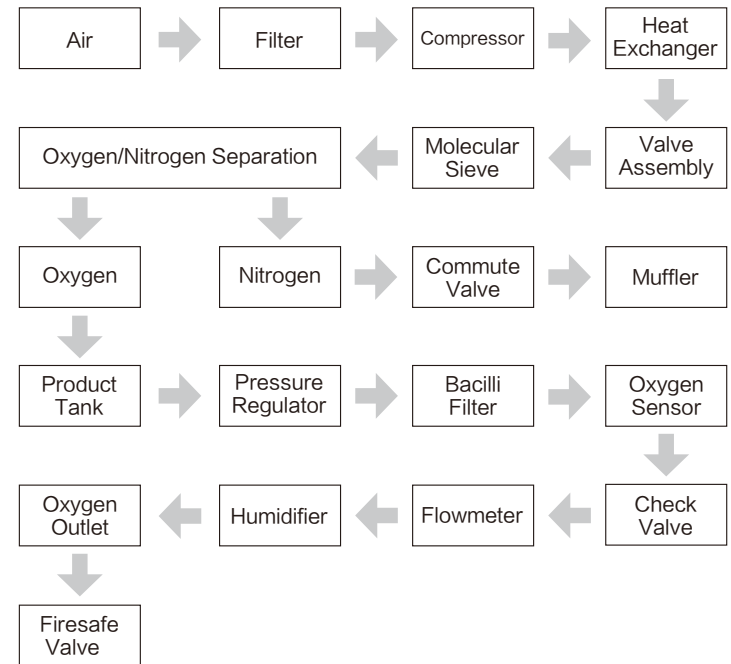 Air
Filter
Compressor
Heat
Exchanger
Oxygen/Nitrogen Separation
Molecular
Sieve
Valve
Assembly
Oxygen
Nitrogen
Commute
Valve
Muffler
Product
Tank
Pressure
Regulator
Bacilli
Filter
Oxygen
Sensor
Oxygen
Outlet
Humidifier
Flowmeter
Check
Valve
Firesafe
Valve